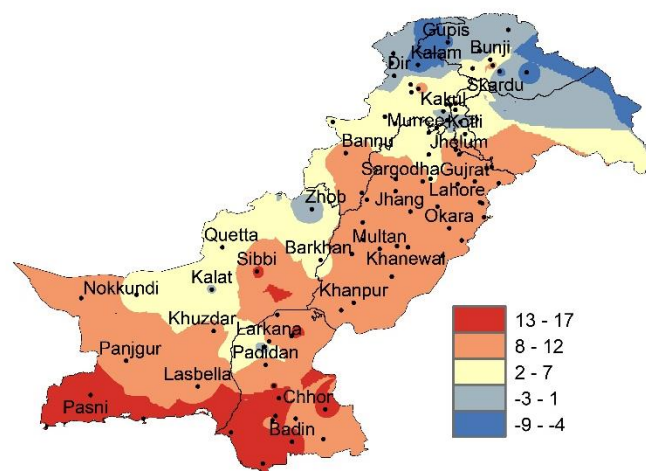 Gupis
Kalam
Bunji
Dir
Skardu
Kakul
Murree
Kotli
Bannu
Jhelum
Sargodha
Gujrat
Zhob
Jhang
Lahore
Okara
Quetta
Barkhan
Multan
Sibbi
Khanewal
Kalat
Nokkundi
Khanpur
Khuzdar
Larkana
Panjgur
Padidan
Lasbella
Pasni
Chhor
Badin
13 - 17
8 - 12
2 - 7
-3 - 1
-9 - -4